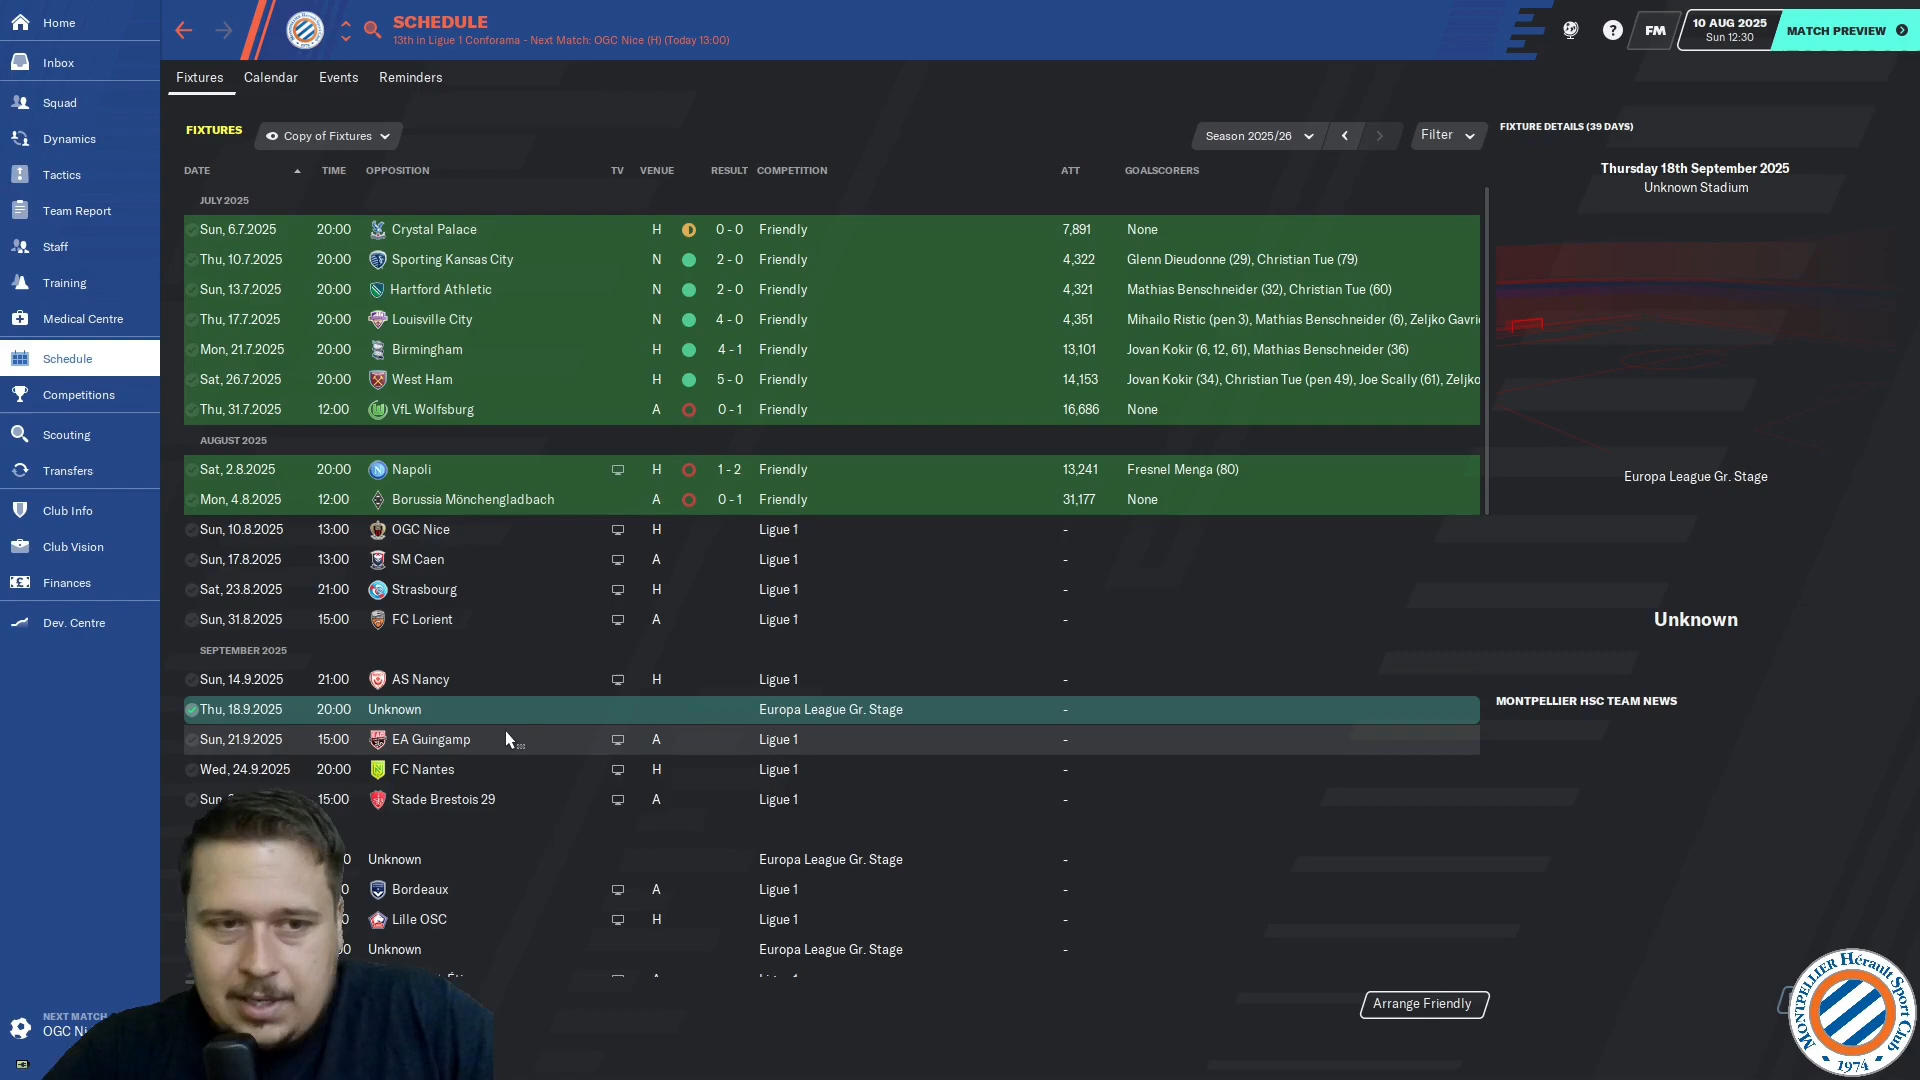 Home
Inbox
Squad
Dynamics
Tactics
Team Report
Staff
Training
Medical Centre
Schedule
Competitions
Scouting
Transfers
Club Info
Club Vision
Finances
Dev. Centre
NEXT MATCH
OGC Ni
SCHEDULE
13th in Ligue 1 Conforama - Next Match: OGC Nice (H) (Today 13:00)
FM
10 AUG 2025
Sun 12:30
MATCH PREVIEW
Fixtures Calendar Events Reminders
FIXTURES Copy of Fixtures Season 2025/26 Filter
DATE TIME OPPOSITION TV VENUE RESULT COMPETITION ATT GOALSCORERS
JULY 2025
Sun, 6.7.2025 20:00 Crystal Palace H 0 - 0 Friendly 7,891 None
Thu, 10.7.2025 20:00 Sporting Kansas City N 2 - 0 Friendly 4,322 Glenn Dieudonne (29), Christian Tue (79)
Sun, 13.7.2025 20:00 Hartford Athletic N 2 - 0 Friendly 4,321 Mathias Benschneider (32), Christian Tue (60)
Thu, 17.7.2025 20:00 Louisville City N 4 - 0 Friendly 4,351 Mihailo Ristic (pen 3), Mathias Benschneider (6), Zeljko Gavri
Mon, 21.7.2025 20:00 Birmingham H 4 - 1 Friendly 13,101 Jovan Kokir (6, 12, 61), Mathias Benschneider (36)
Sat, 26.7.2025 20:00 West Ham H 5 - 0 Friendly 14,153 Jovan Kokir (34), Christian Tue (pen 49), Joe Scally (61), Zeljko
Thu, 31.7.2025 12:00 VfL Wolfsburg A 0 - 1 Friendly 16,686 None
AUGUST 2025
Sat, 2.8.2025 20:00 Napoli H 1 - 2 Friendly 13,241 Fresnel Menga (80)
Mon, 4.8.2025 12:00 Borussia Mönchengladbach A 0 - 1 Friendly 31,177 None
Sun, 10.8.2025 13:00 OGC Nice H Ligue 1 -
Sun, 17.8.2025 13:00 SM Caen A Ligue 1 -
Sat, 23.8.2025 21:00 Strasbourg H Ligue 1 -
Sun, 31.8.2025 15:00 FC Lorient A Ligue 1 -
SEPTEMBER 2025
Sun, 14.9.2025 21:00 AS Nancy H Ligue 1 -
Thu, 18.9.2025 20:00 Unknown Europa League Gr. Stage -
Sun, 21.9.2025 15:00 EA Guingamp A Ligue 1 -
Wed, 24.9.2025 20:00 FC Nantes H Ligue 1 -
Sun, 15:00 Stade Brestois 29 A Ligue 1 -
0 Unknown Europa League Gr. Stage -
0 Bordeaux A Ligue 1 -
0 Lille OSC H Ligue 1 -
00 Unknown Europa League Gr. Stage -
Arrange Friendly
FIXTURE DETAILS (39 DAYS)
Thursday 18th September 2025
Unknown Stadium
Europa League Gr. Stage
Unknown
MONTPELLIER HSC TEAM NEWS
MONTPELLIER Hérault Sport Club
1974